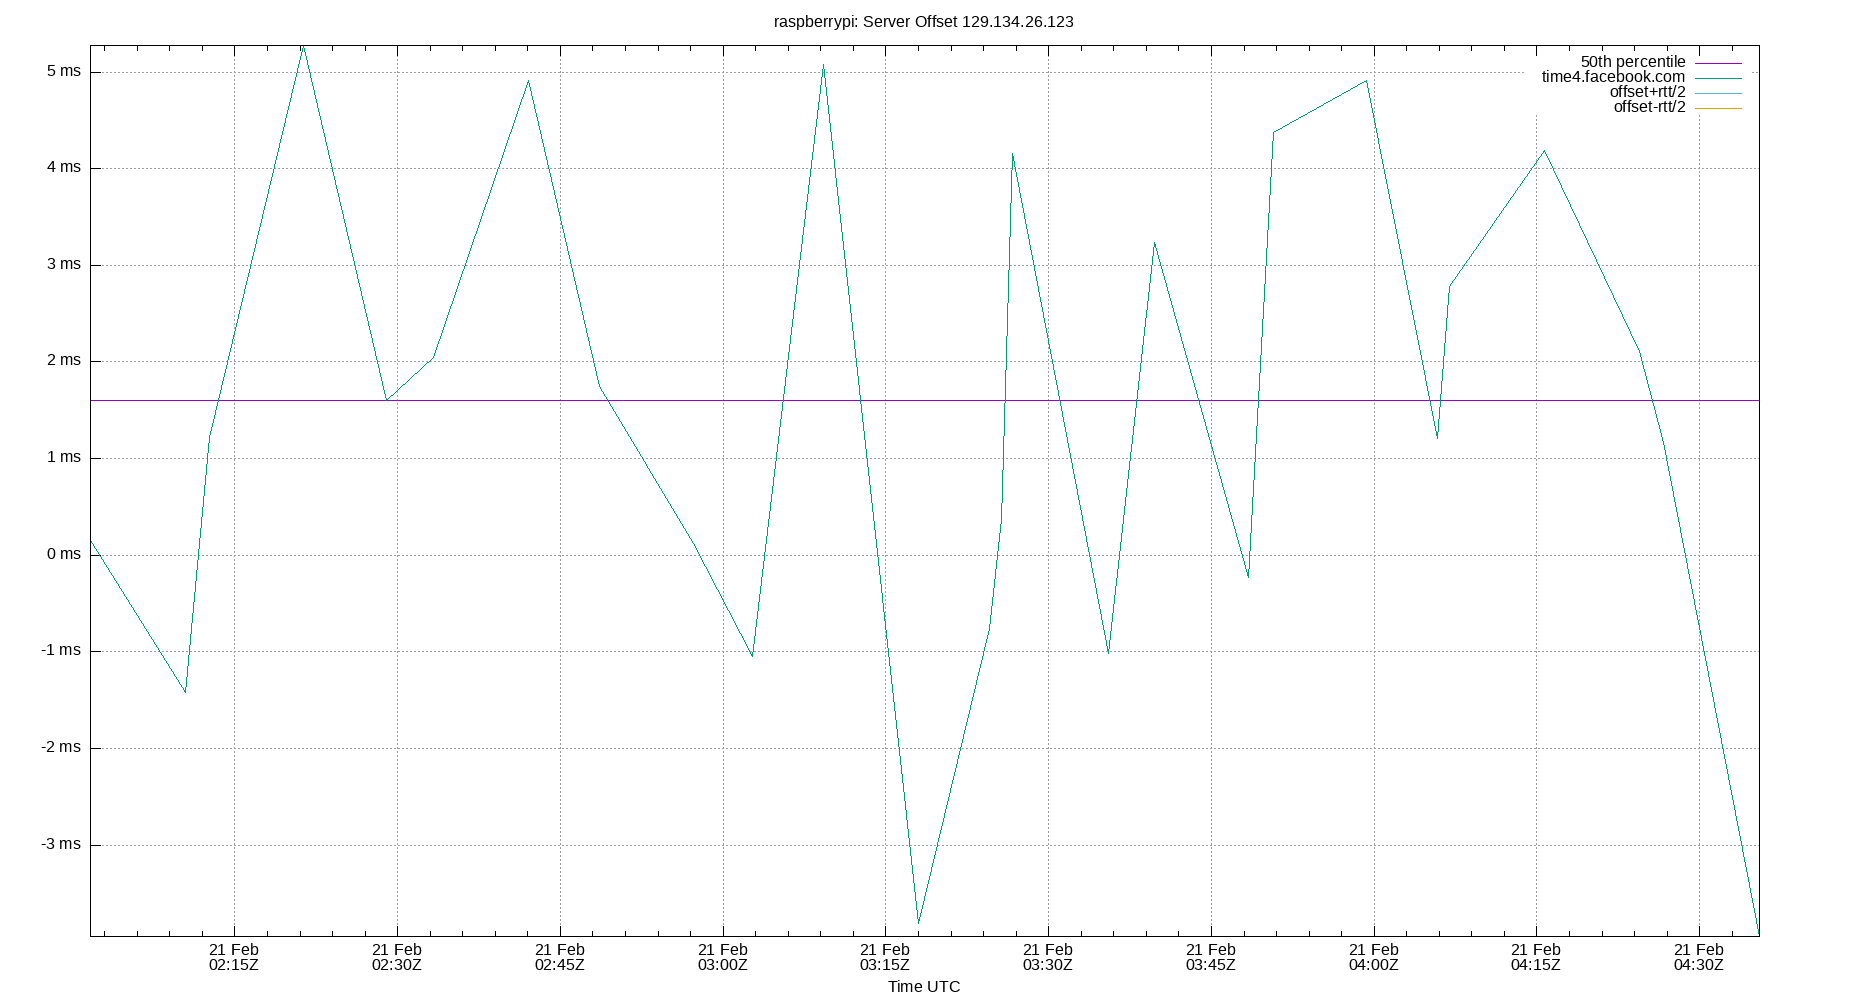 raspberrypi: Server Offset 129.134.26.123
50th percentile
time4.facebook.com
offset+rtt/2
offset-rtt/2
5 ms
4 ms
3 ms
2 ms
1 ms
0 ms
-1 ms
-2 ms
-3 ms
21 Feb 21 Feb 21 Feb 21 Feb 21 Feb 21 Feb 21 Feb 21 Feb 21 Feb 21 Feb
02:15Z 02:30Z 02:45Z 03:00Z 03:15Z 03:30Z 03:45Z 04:00Z 04:15Z 04:30Z
Time UTC